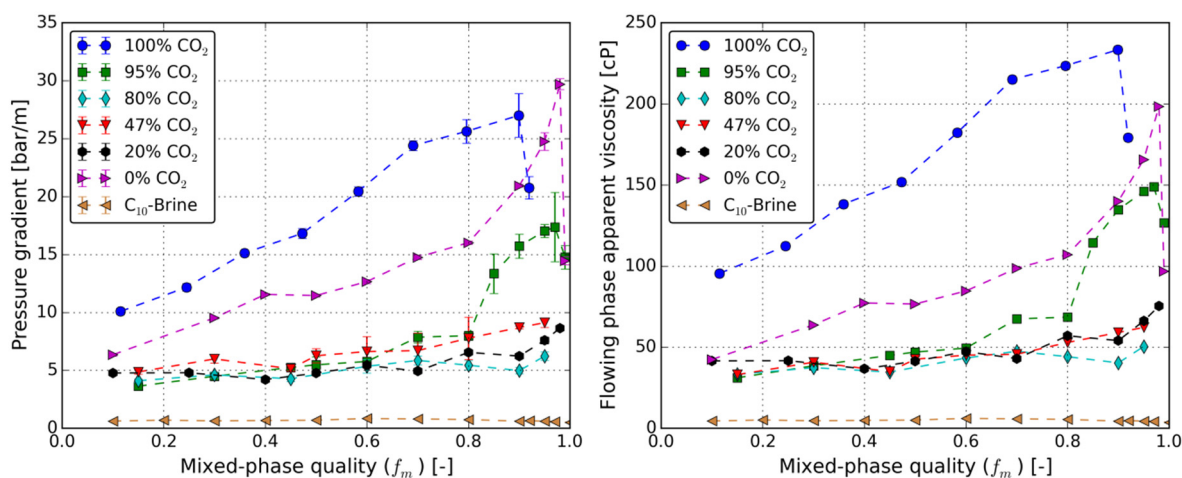 35
30
25
20
15
10
5
0
0.0
0.2
0.4
0.6
0.8
1.0
Pressure gradient [bar/m]
Mixed-phase quality (fm) [-]
100% CO₂
95% CO₂
80% CO₂
47% CO₂
20% CO₂
0% CO₂
C₁₀-Brine
250
200
150
100
50
0
0.0
0.2
0.4
0.6
0.8
1.0
Flowing phase apparent viscosity [cP]
Mixed-phase quality (fm) [-]
100% CO₂
95% CO₂
80% CO₂
47% CO₂
20% CO₂
0% CO₂
C₁₀-Brine